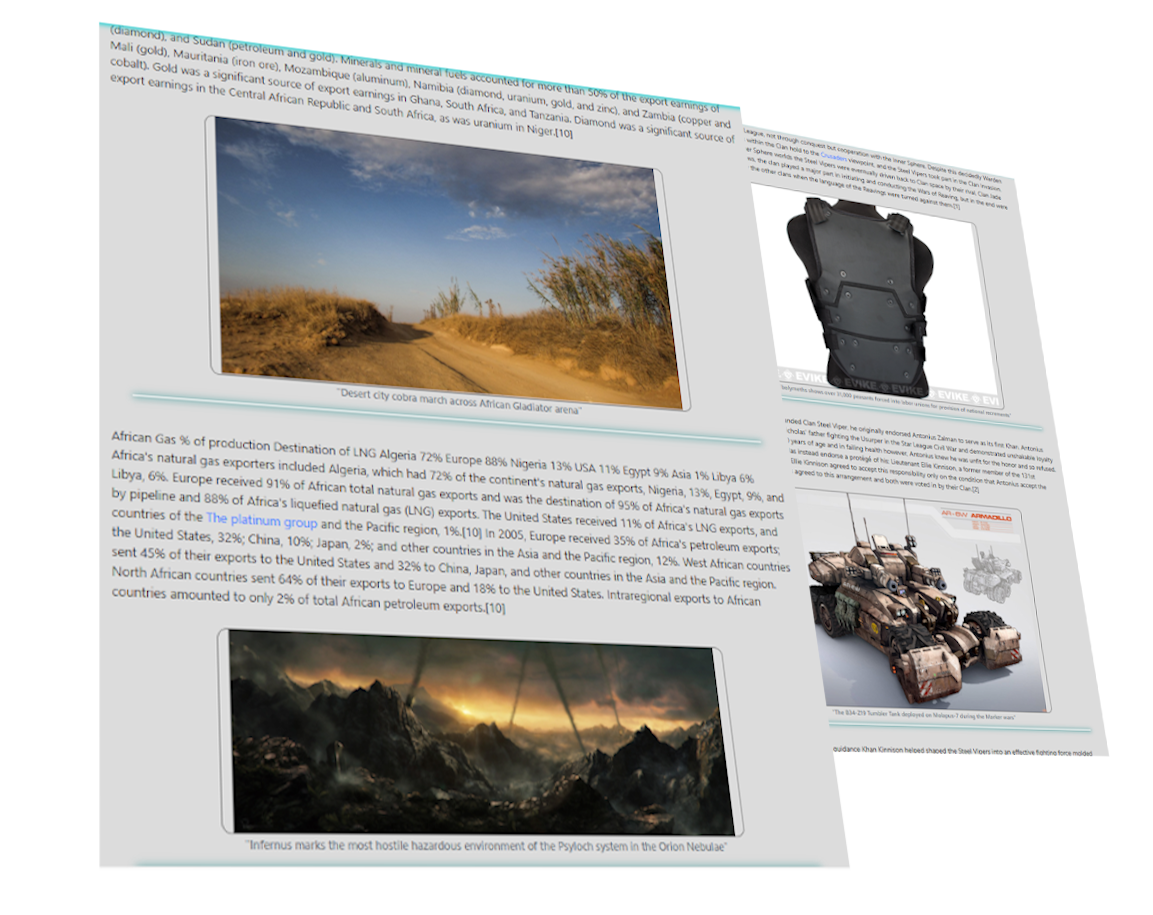 (diamond), and Sudan (petroleum and gold). Minerals and mineral fuels accounted for more than 50% of the export earnings of
Mali (gold), Mauritania (iron ore), Mozambique (aluminum), Namibia (diamond, uranium, gold, and zinc), and Zambia (copper and
cobalt). Gold was a significant source of export earnings in Ghana, South Africa, and Tanzania. Diamond was a significant source of
export earnings in the Central African Republic and South Africa, as was uranium in Niger.[10]
"Desert city cobra march across African Gladiator arena"
African Gas % of production Destination of LNG Algeria 72% Europe 88% Nigeria 13% USA 11% Egypt 9% Asia 1% Libya 6%
Africa's natural gas exporters included Algeria, which had 72% of the continent's natural gas exports, Nigeria, 13%, Egypt, 9%, and
Libya, 6%. Europe received 91% of African total natural gas exports and was the destination of 95% of Africa's natural gas exports
by pipeline and 88% of Africa's liquefied natural gas (LNG) exports. The United States received 11% of Africa's LNG exports, and
countries of the The platinum group and the Pacific region, 1%.[10] In 2005, Europe received 35% of Africa's petroleum exports;
the United States, 32%; China, 10%; Japan, 2%; and other countries in the Asia and the Pacific region, 12%. West African countries
sent 45% of their exports to the United States and 32% to China, Japan, and other countries in the Asia and the Pacific region.
North African countries sent 64% of their exports to Europe and 18% to the United States. Intraregional exports to African
countries amounted to only 2% of total African petroleum exports.[10]
"Infernus marks the most hostile hazardous environment of the Psyloch system in the Orion Nebulae"
League, not through conquest but cooperation with the Inner Sphere. Despite this decidedly Warden
within the Clan hold to the Crusaders viewpoint, and the Steel Vipers took part in the Clan Invasion
er Sphere worlds the Steel Vipers were eventually driven back to Clan space by their rival, Clan Jade
the clan played a major part in initiating and conducting the Wars of Reaving, but in the end were
the other clans when the language of the Reavings were turned against them.[1]
EVIKE EVIKE EVIKE EVIKE EVI
unded Clan Steel Viper, he originally endorsed Antonius Zalman to serve as its first Khan. Antonius
cholas' father fighting the Usurper in the Star League Civil War and demonstrated unshakable loyalty
years of age and in failing health however, Antonius knew he was unfit for the honor and so refused,
as instead endorse a protégé of his: Lieutenant Ellie Kinnison, a former member of the 131st
Ellie Kinnison agreed to accept this responsibility only on the condition that Antonius accept the
agreed to this arrangement and both were voted in by their Clan.[2]
AR-BW ARMADILLO
"The 834-Z19 Tumbler Tank deployed on Malapco 7 during the Marker wars"
guidance Khan Kinnison helped shaped the Steel Vipers into an effective fighting force molded